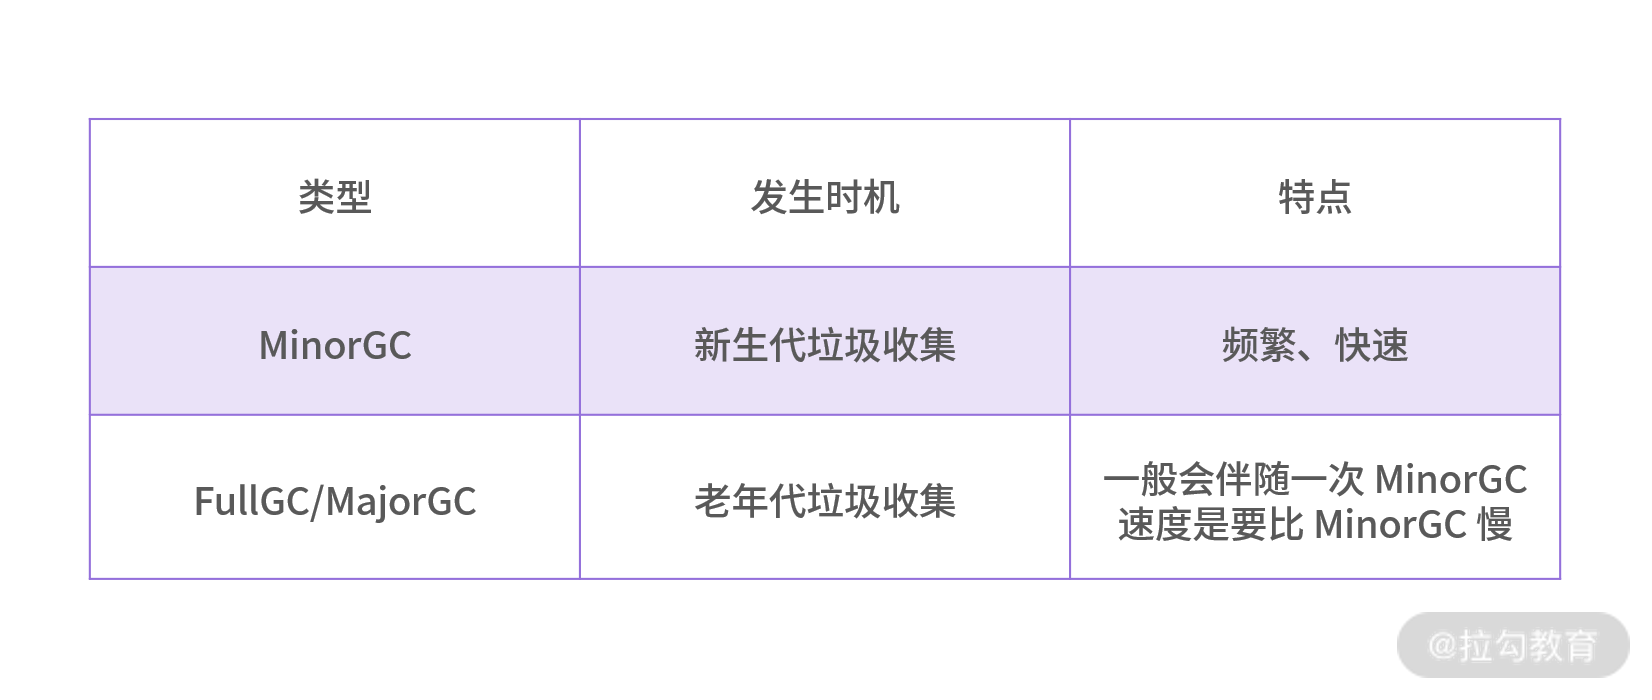 类型
发生时机
特点
MinorGC
新生代垃圾收集
频繁、快速
FullGC/MajorGC
老年代垃圾收集
一般会伴随一次 MinorGC
速度是要比 MinorGC 慢
@拉勾教育